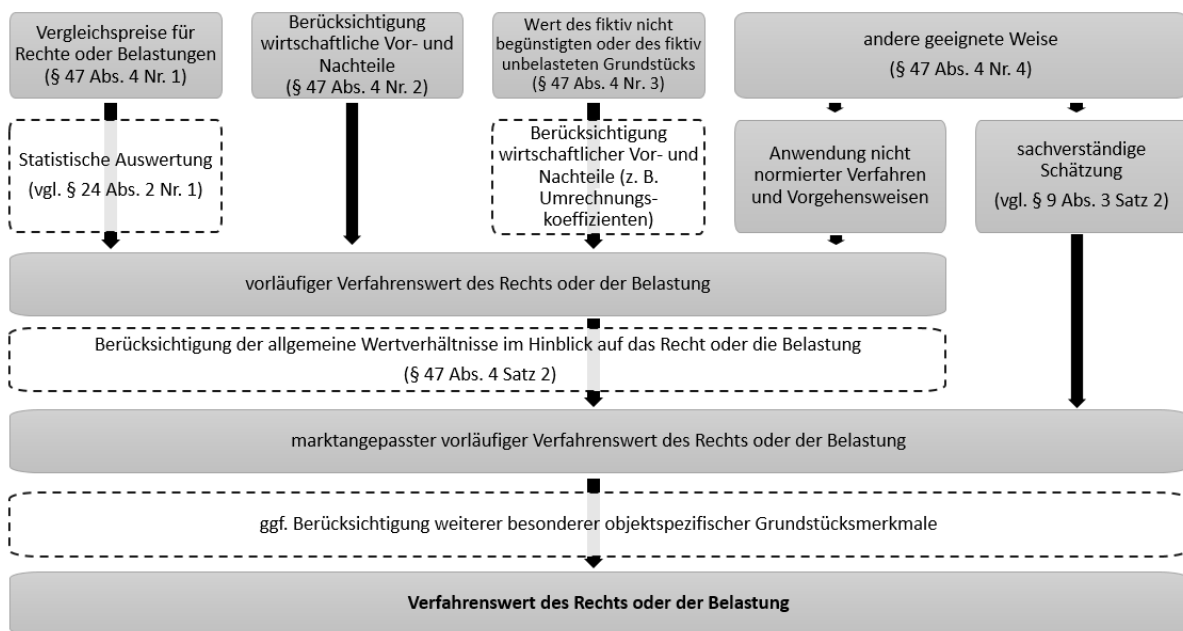 Vergleichspreise für
Rechte oder Belastungen
(§ 47 Abs. 4 Nr. 1)
Berücksichtigung
wirtschaftliche Vor- und
Nachteile
(§ 47 Abs. 4 Nr. 2)
Wert des fiktiv nicht
begünstigten oder des fiktiv
unbelasteten Grundstücks
(§ 47 Abs. 4 Nr. 3)
andere geeignete Weise
(§ 47 Abs. 4 Nr. 4)
Statistische Auswertung
(vgl. § 24 Abs. 2 Nr. 1)
Berücksichtigung
wirtschaftlicher Vor- und
Nachteile (z. B.
Umrechnungs-
koeffizienten)
Anwendung nicht
normierter Verfahren
und Vorgehensweisen
sachverständige
Schätzung
(vgl. § 9 Abs. 3 Satz 2)
vorläufiger Verfahrenswert des Rechts oder der Belastung
Berücksichtigung der allgemeine Wertverhältnisse im Hinblick auf das Recht oder die Belastung
(§ 47 Abs. 4 Satz 2)
marktangepasster vorläufiger Verfahrenswert des Rechts oder der Belastung
ggf. Berücksichtigung weiterer besonderer objektspezifischer Grundstücksmerkmale
Verfahrenswert des Rechts oder der Belastung